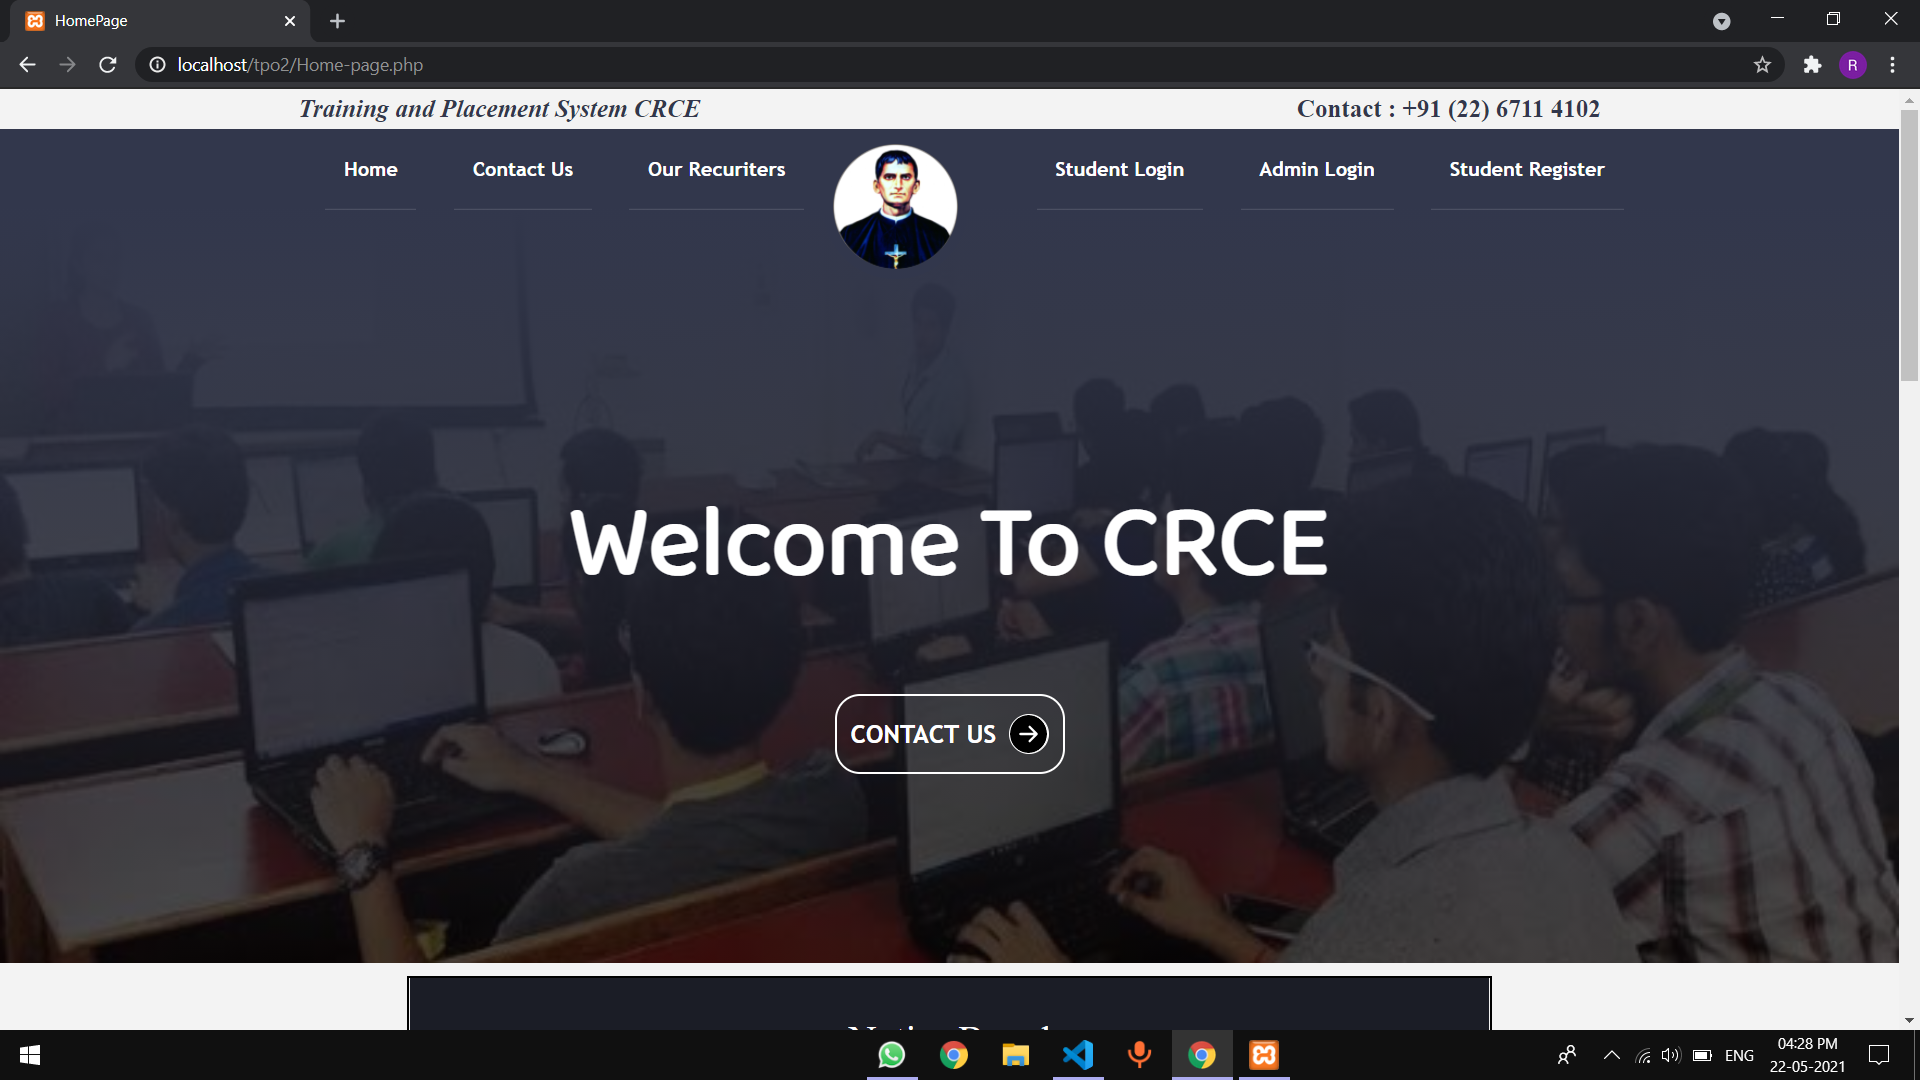 HomePage
localhost/tpo2/Home-page.php
R
Training and Placement System CRCE
Contact : +91 (22) 6711 4102
Home
Contact Us
Our Recuriters
Student Login
Admin Login
Student Register
Welcome To CRCE
CONTACT US
ENG
04:28 PM
22-05-2021